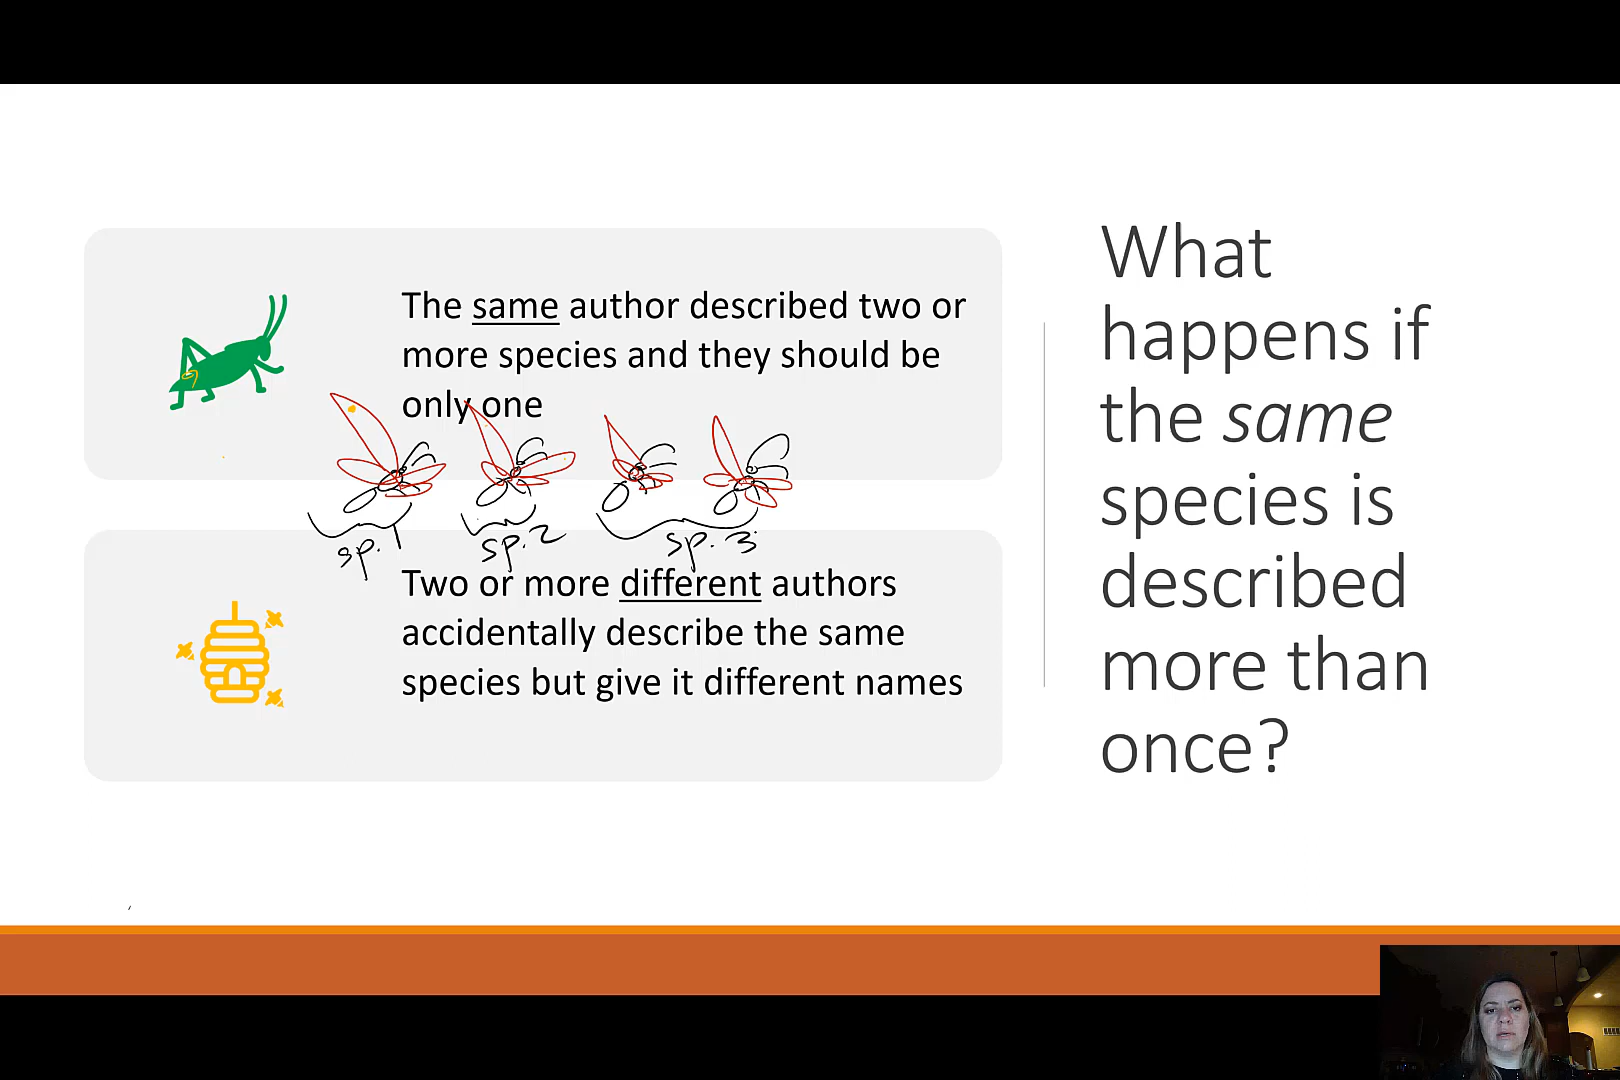 The same author described two or
more species and they should be
only one
sp. 1
sp. 2
sp. 3
Two or more different authors
accidentally describe the same
species but give it different names
What
happens if
the same
species is
described
more than
once?